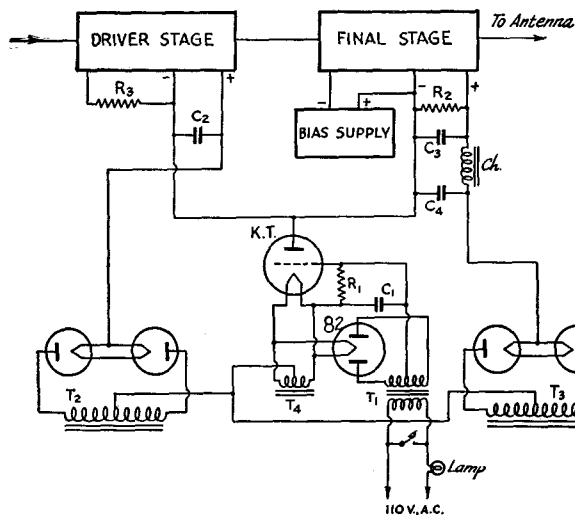 To Antenna
DRIVER STAGE
FINAL STAGE
R3
-
+
-
+
-
R2
+
C2
BIAS SUPPLY
C3
Ch.
C4
K.T.
R1
C1
82
T2
T4
T1
T3
Lamp
110 V., A.C.